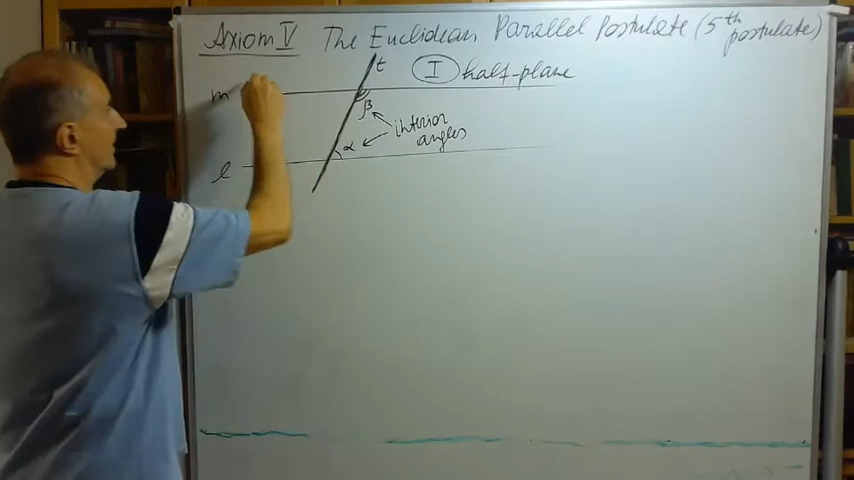 Axiom V The Euclidean Parallel Postulate (5th postulate)
t
I half-plane
m
β
interior
angles
α
l